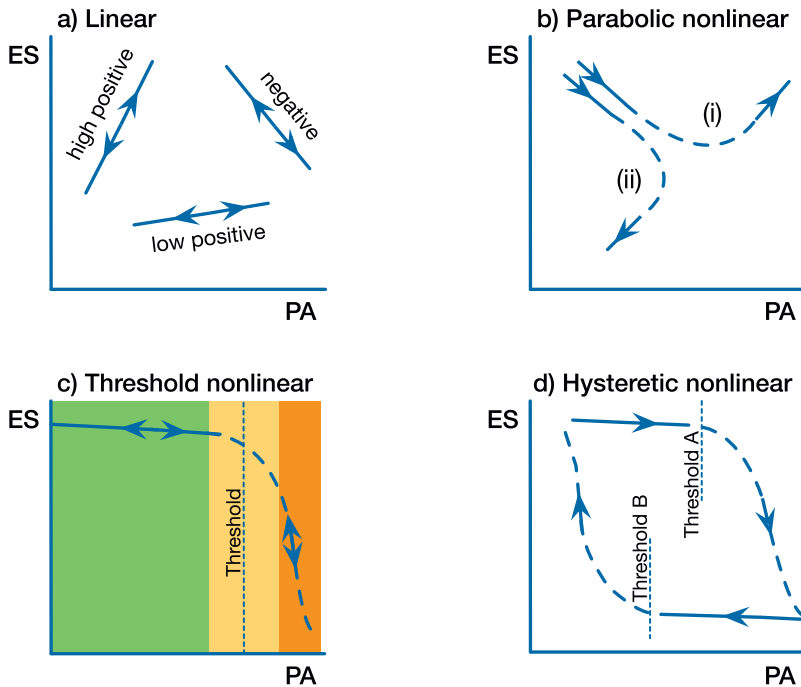 a) Linear
ES
high positive
negative
low positive
PA
b) Parabolic nonlinear
ES
(i)
(ii)
PA
c) Threshold nonlinear
ES
Threshold
PA
d) Hysteretic nonlinear
ES
Threshold A
Threshold B
PA